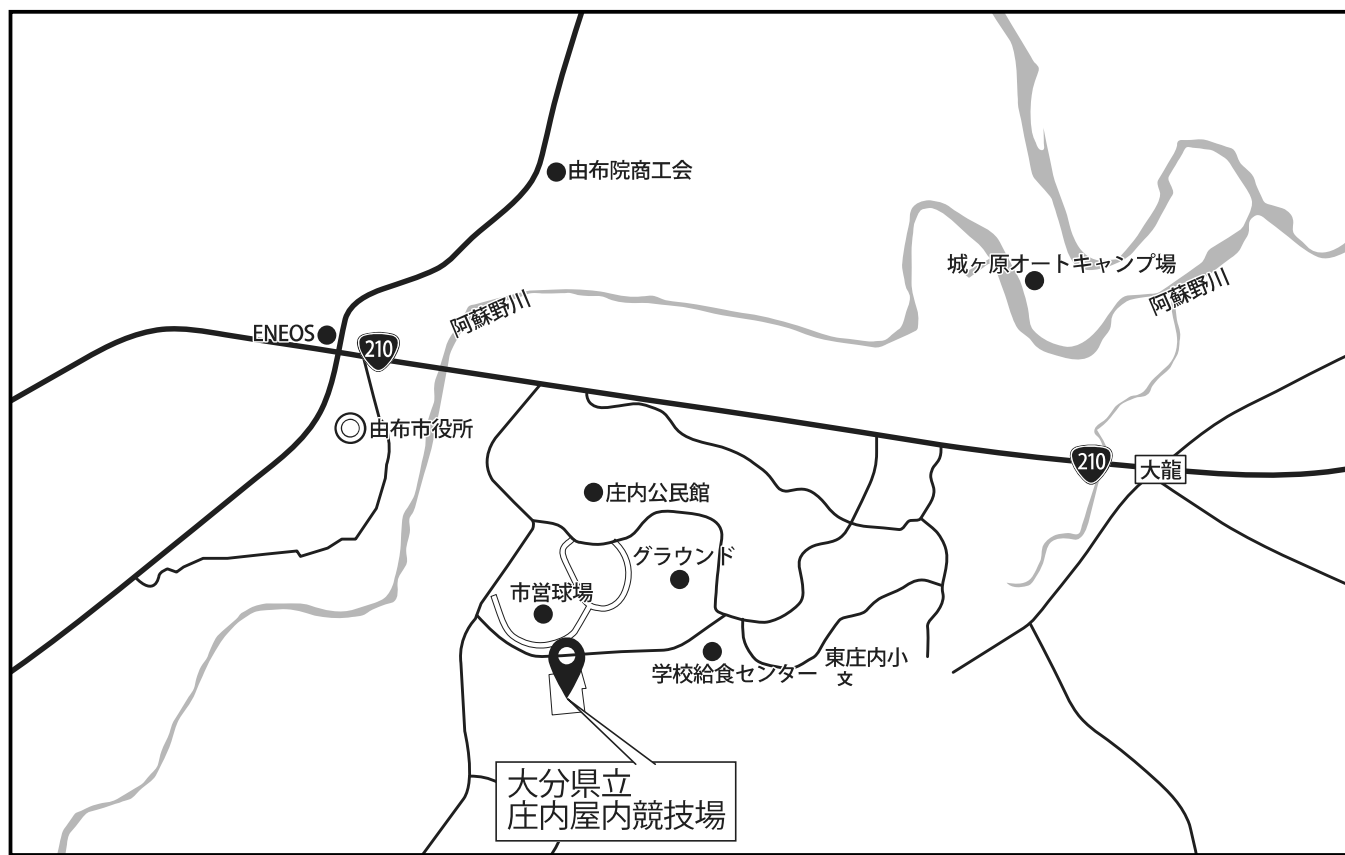 由布院商工会
城ヶ原オートキャンプ場
阿蘇野川
阿蘇野川
ENEOS
210
由布市役所
210
大龍
庄内公民館
グラウンド
市営球場
東庄内小
学校給食センター
文
大分県立
庄内屋内競技場